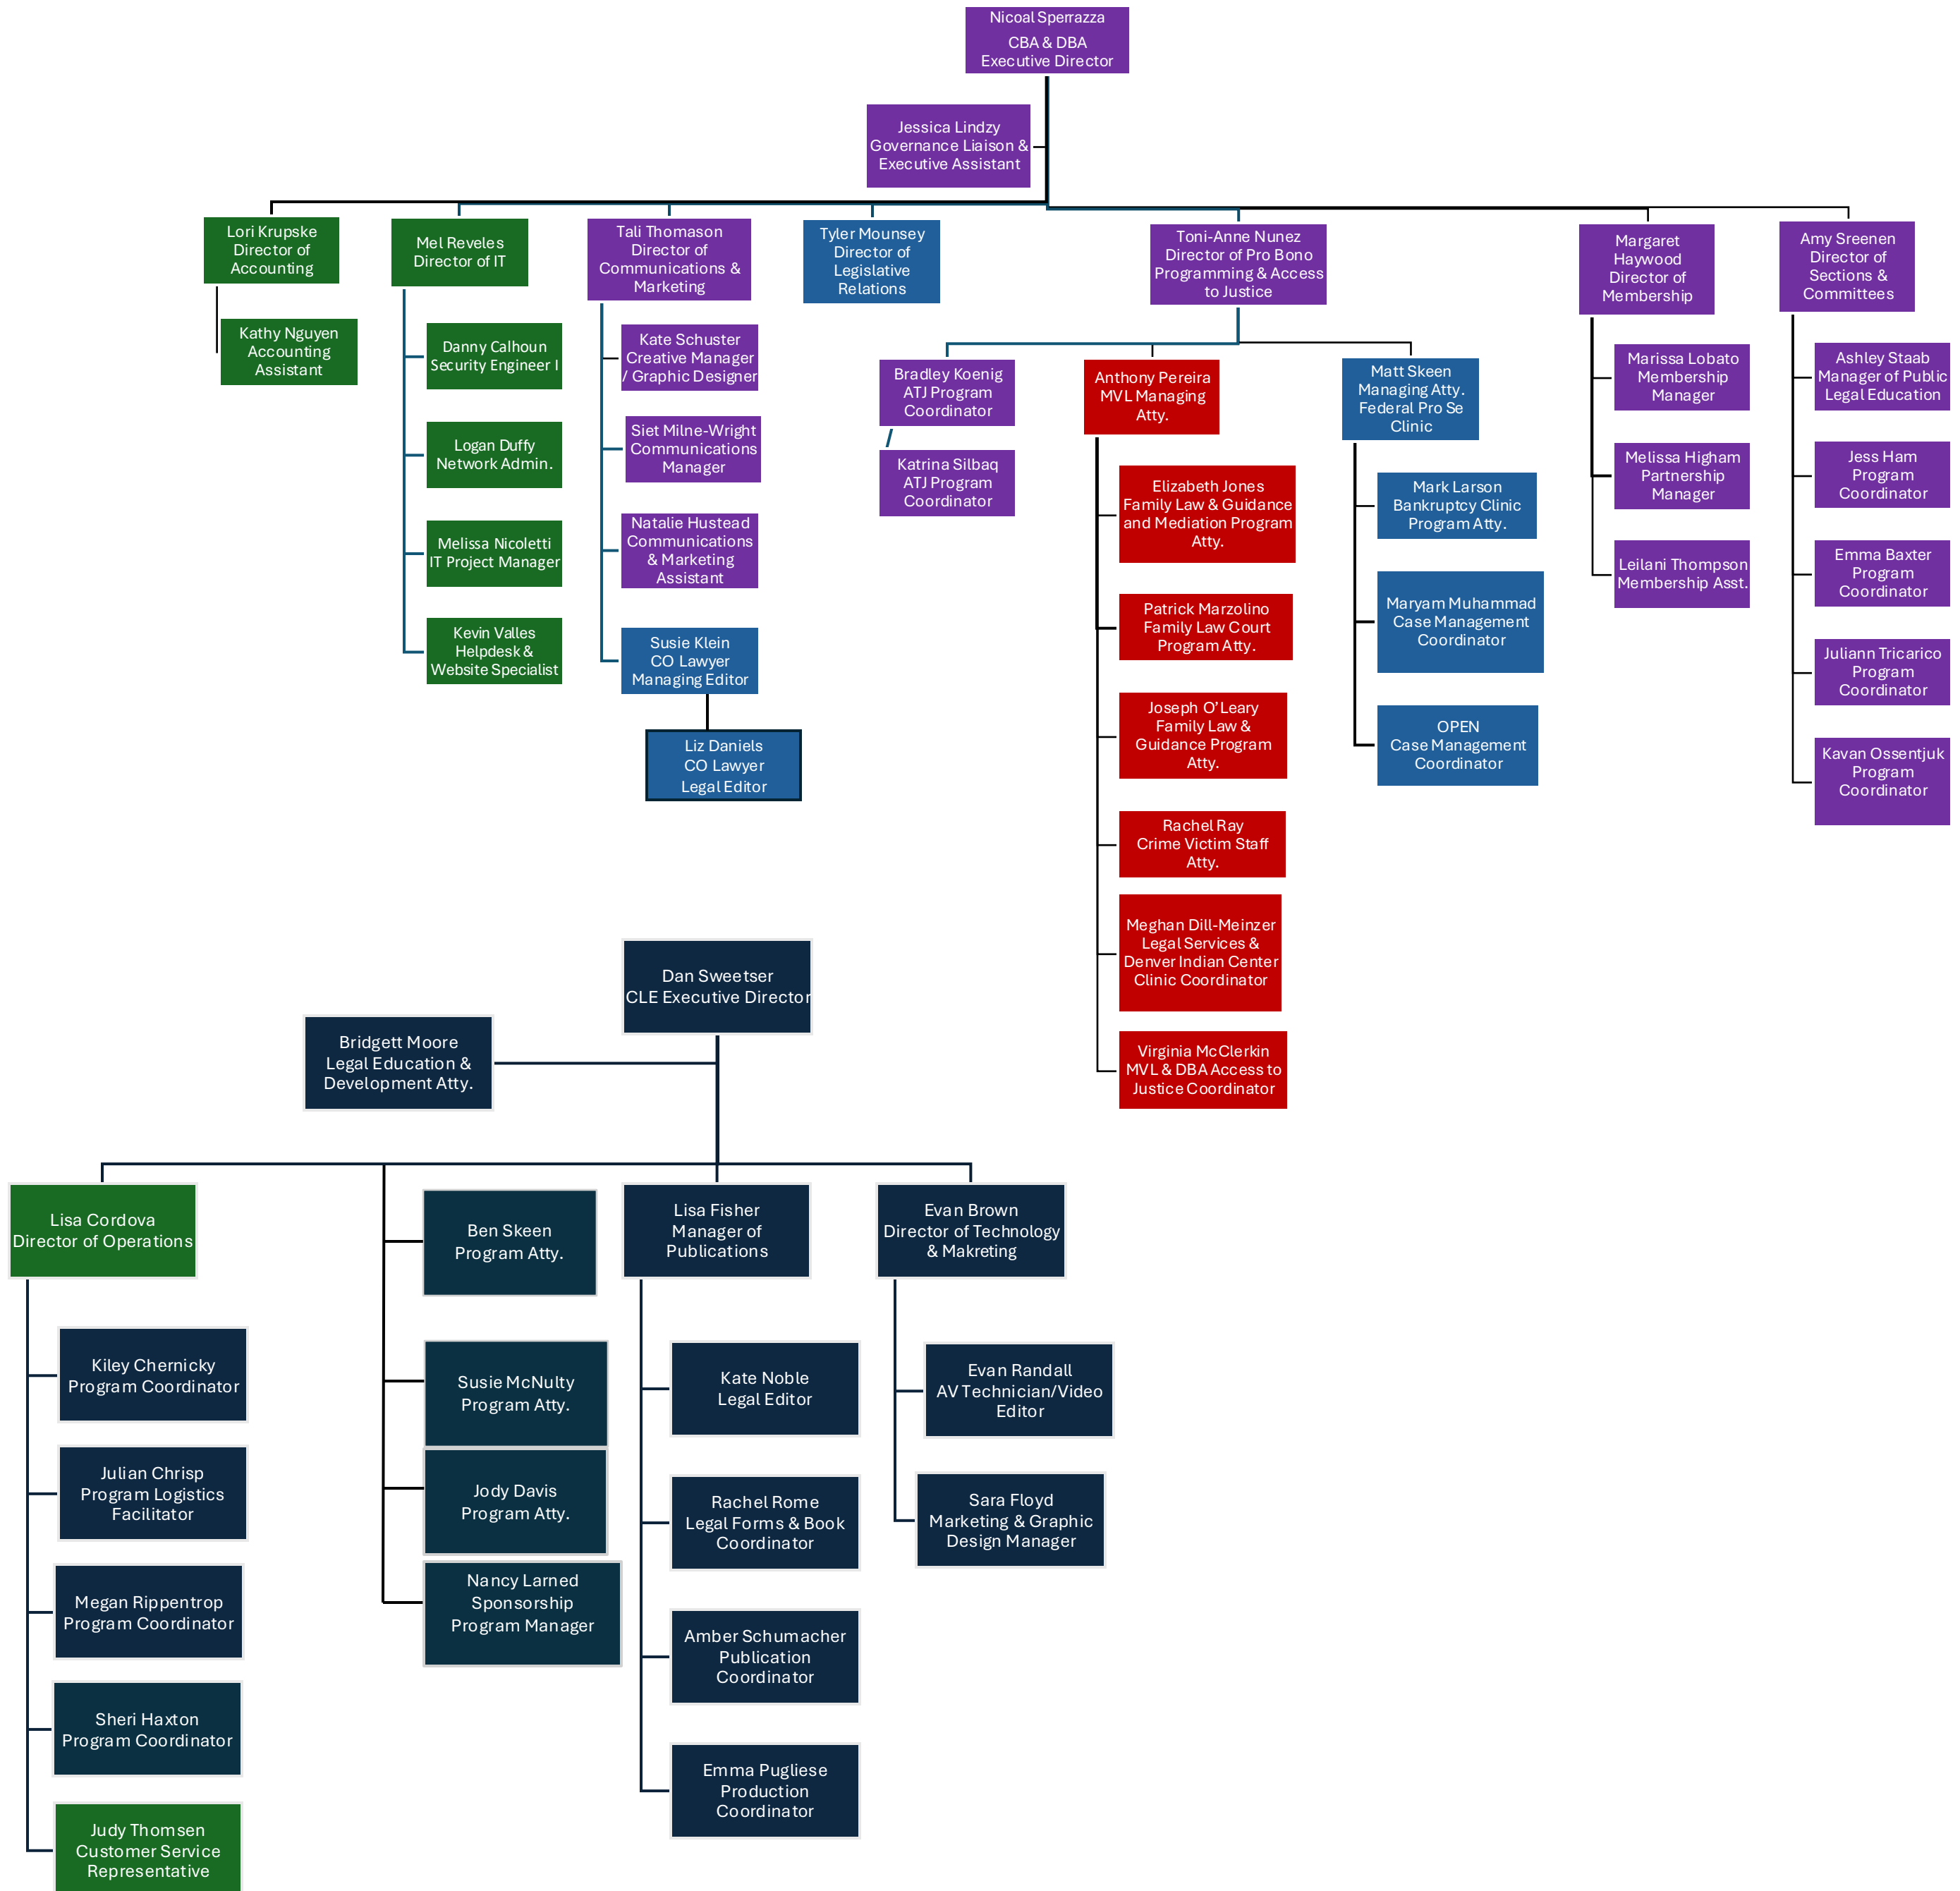 Nicoal Sperrazza
CBA & DBA
Executive Director
Jessica Lindzy
Governance Liaison &
Executive Assistant
Lori Krupske
Director of
Accounting
Kathy Nguyen
Accounting
Assistant
Mel Reveles
Director of IT
Danny Calhoun
Security Engineer I
Logan Duffy
Network Admin.
Melissa Nicoletti
IT Project Manager
Kevin Valles
Helpdesk &
Website Specialist
Tali Thomason
Director of
Communications &
Marketing
Kate Schuster
Creative Manager
/ Graphic Designer
Siet Milne-Wright
Communications
Manager
Natalie Hustead
Communications
& Marketing
Assistant
Susie Klein
CO Lawyer
Managing Editor
Liz Daniels
CO Lawyer
Legal Editor
Tyler Mounsey
Director of
Legislative
Relations
Toni-Anne Nunez
Director of Pro Bono
Programming & Access
to Justice
Bradley Koenig
ATJ Program
Coordinator
Katrina Silbaq
ATJ Program
Coordinator
Anthony Pereira
MVL Managing
Atty.
Elizabeth Jones
Family Law & Guidance
and Mediation Program
Atty.
Patrick Marzolino
Family Law Court
Program Atty.
Joseph O’Leary
Family Law &
Guidance Program
Atty.
Rachel Ray
Crime Victim Staff
Atty.
Meghan Dill-Meinzer
Legal Services &
Denver Indian Center
Clinic Coordinator
Virginia McClerkin
MVL & DBA Access to
Justice Coordinator
Matt Skeen
Managing Atty.
Federal Pro Se
Clinic
Mark Larson
Bankruptcy Clinic
Program Atty.
Maryam Muhammad
Case Management
Coordinator
OPEN
Case Management
Coordinator
Margaret
Haywood
Director of
Membership
Marissa Lobato
Membership
Manager
Melissa Higham
Partnership
Manager
Leilani Thompson
Membership Asst.
Amy Sreenen
Director of
Sections &
Committees
Ashley Staab
Manager of Public
Legal Education
Jess Ham
Program
Coordinator
Emma Baxter
Program
Coordinator
Juliann Tricarico
Program
Coordinator
Kavan Ossentjuk
Program
Coordinator
Dan Sweetser
CLE Executive Director
Bridgett Moore
Legal Education &
Development Atty.
Lisa Cordova
Director of Operations
Kiley Chernicky
Program Coordinator
Julian Chrisp
Program Logistics
Facilitator
Megan Rippentrop
Program Coordinator
Sheri Haxton
Program Coordinator
Judy Thomsen
Customer Service
Representative
Ben Skeen
Program Atty.
Susie McNulty
Program Atty.
Jody Davis
Program Atty.
Nancy Larned
Sponsorship
Program Manager
Lisa Fisher
Manager of
Publications
Kate Noble
Legal Editor
Rachel Rome
Legal Forms & Book
Coordinator
Amber Schumacher
Publication
Coordinator
Emma Pugliese
Production
Coordinator
Evan Brown
Director of Technology
& Makreting
Evan Randall
AV Technician/Video
Editor
Sara Floyd
Marketing & Graphic
Design Manager